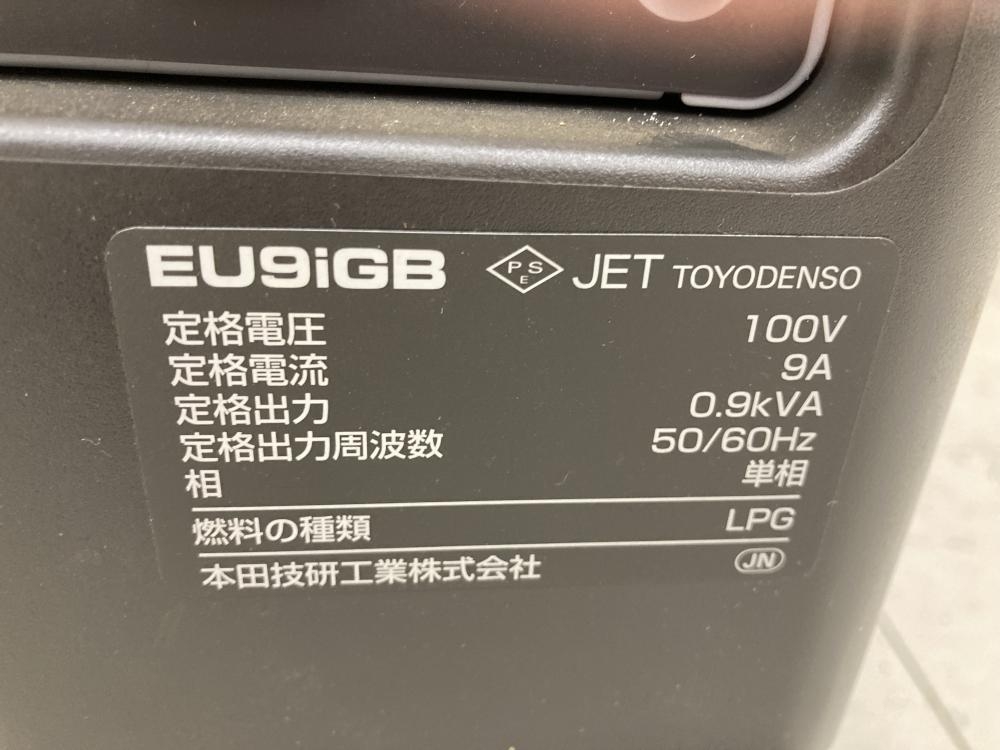 EU9iGB PSE JET TOYODENSO
定格電圧 100V
定格電流 9A
定格出力 0.9kVA
定格出力周波数 50/60Hz
相 単相
燃料の種類 LPG
本田技研工業株式会社 JN